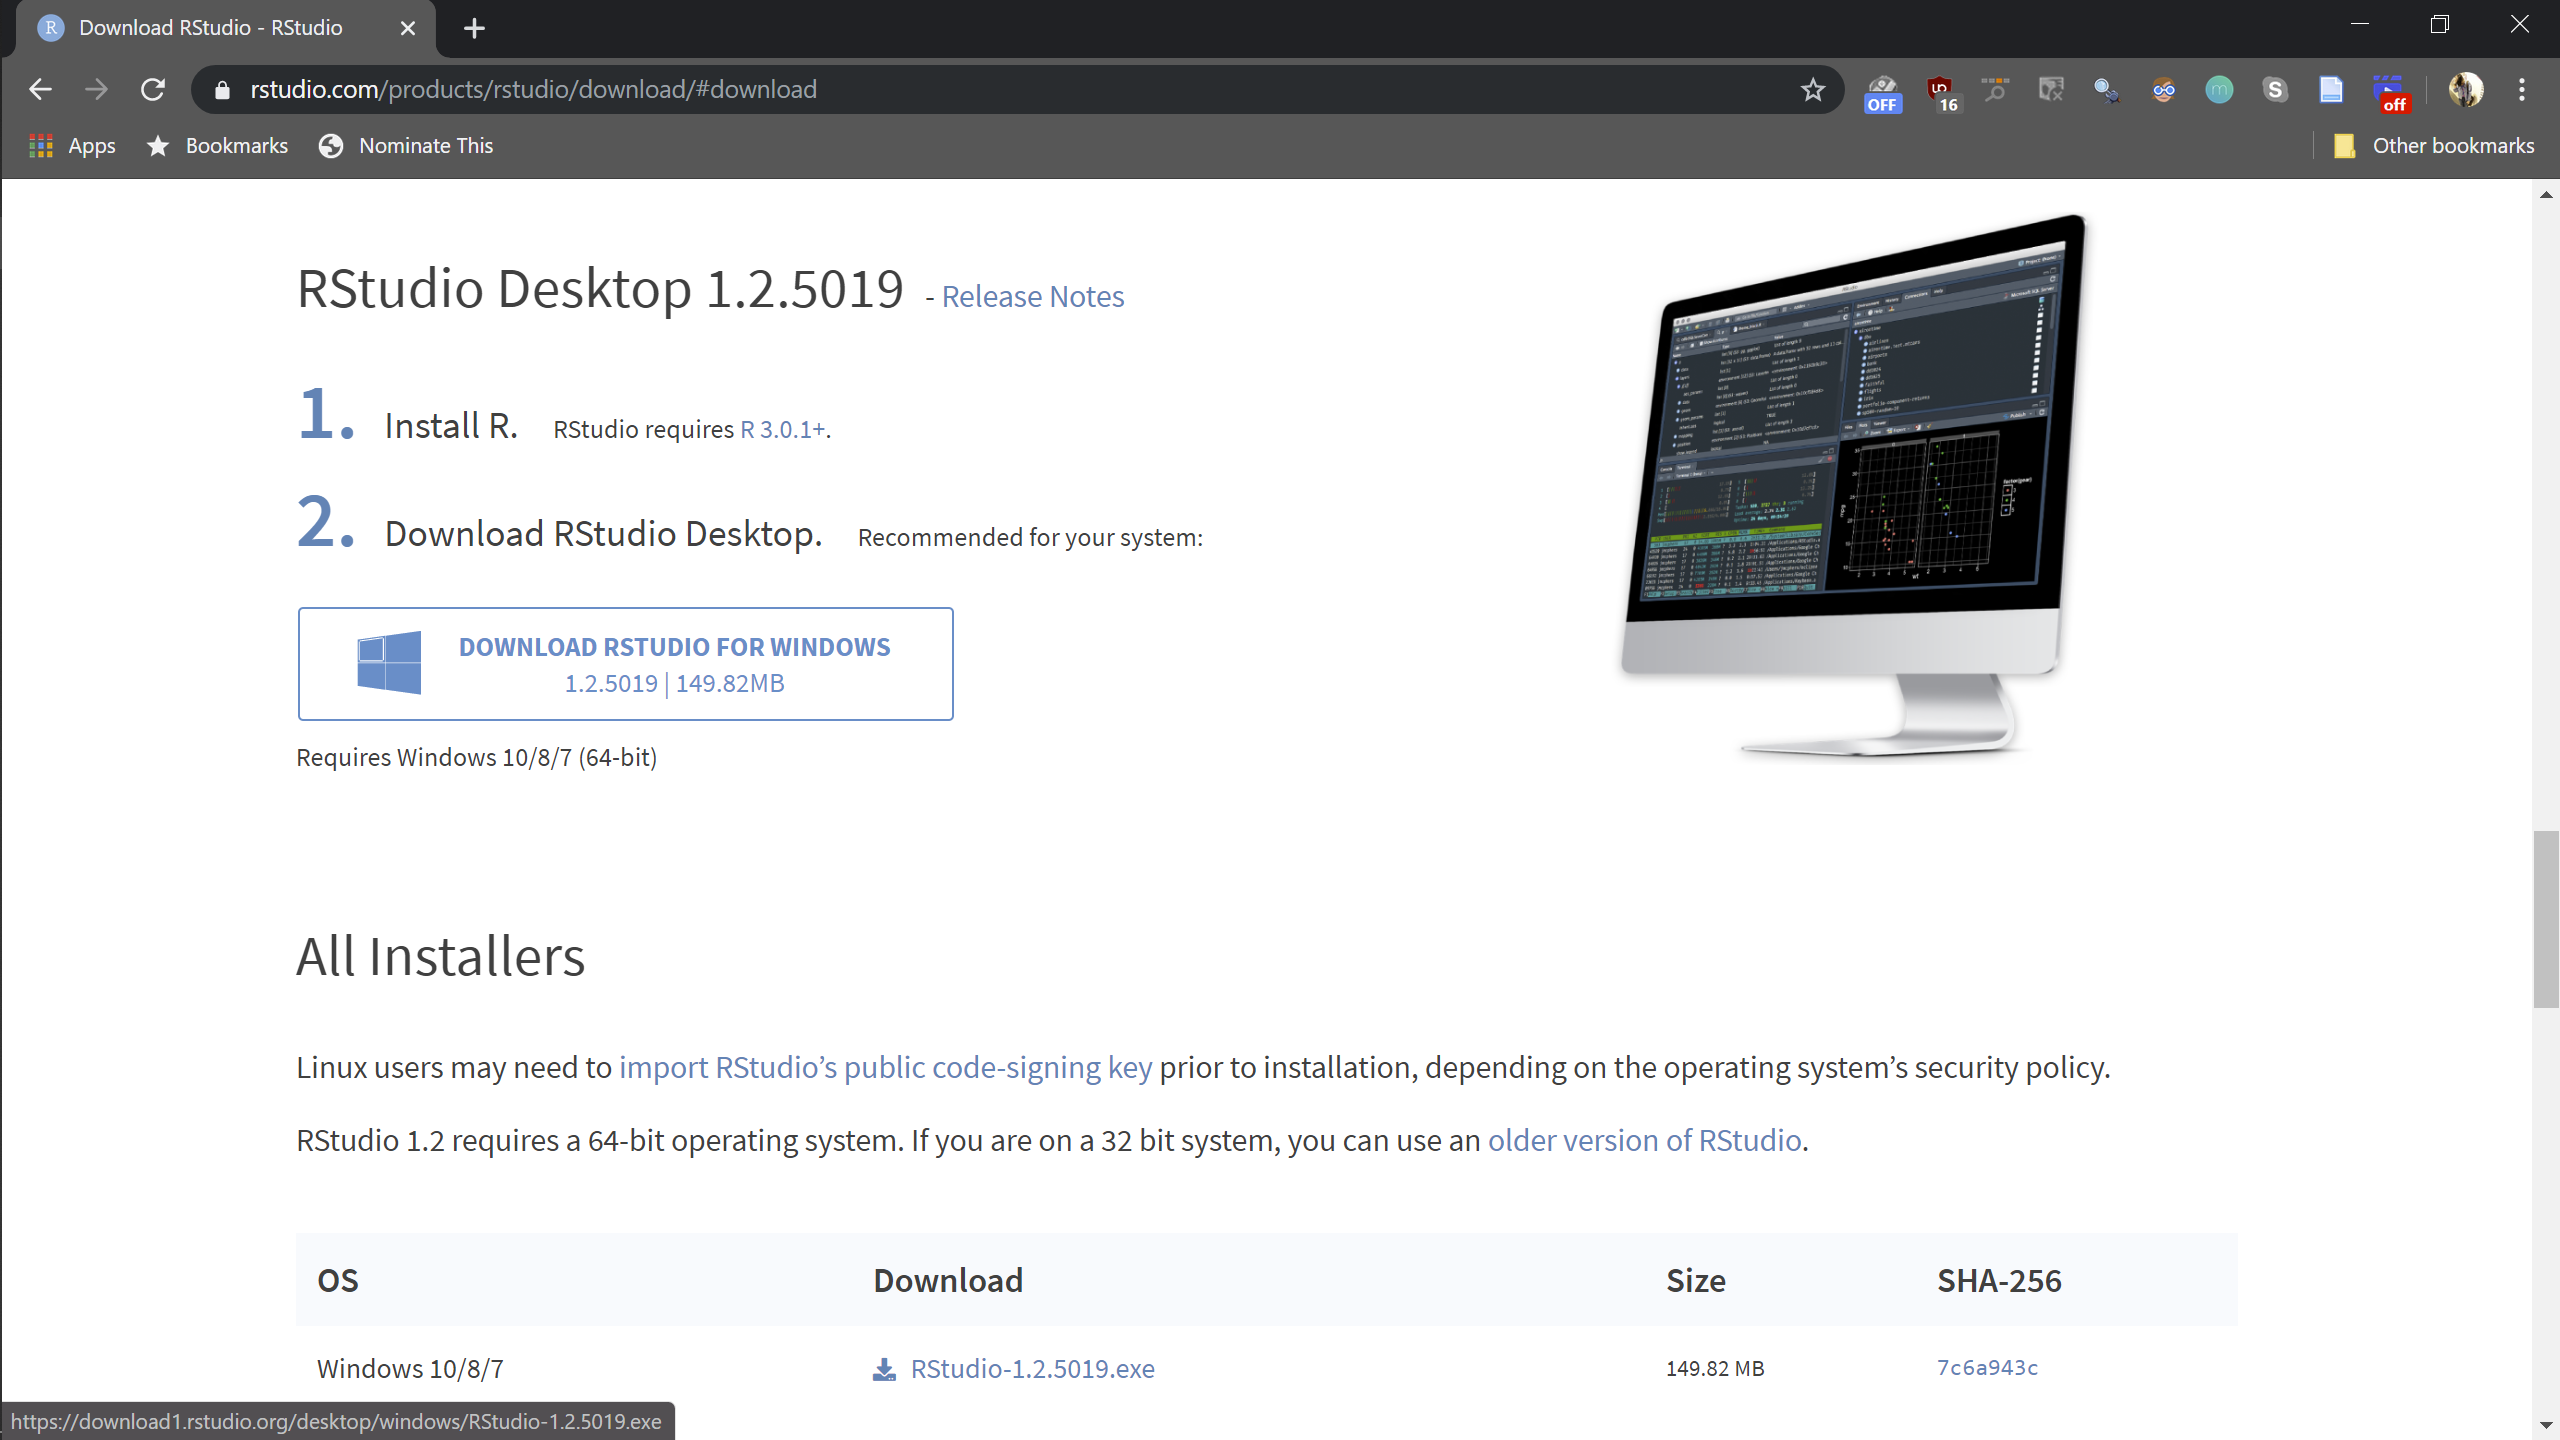 Download RStudio - RStudio
rstudio.com/products/rstudio/download/#download
OFF
16
m
S
off
Apps
Bookmarks
Nominate This
Other bookmarks
RStudio Desktop 1.2.5019 - Release Notes
1. Install R. RStudio requires R 3.0.1+.
2. Download RStudio Desktop. Recommended for your system:
DOWNLOAD RSTUDIO FOR WINDOWS
1.2.5019 | 149.82MB
Requires Windows 10/8/7 (64-bit)
All Installers
Linux users may need to import RStudio’s public code-signing key prior to installation, depending on the operating system’s security policy.
RStudio 1.2 requires a 64-bit operating system. If you are on a 32 bit system, you can use an older version of RStudio.
OS Download Size SHA-256
Windows 10/8/7 RStudio-1.2.5019.exe 149.82 MB 7c6a943c
https://download1.rstudio.org/desktop/windows/RStudio-1.2.5019.exe